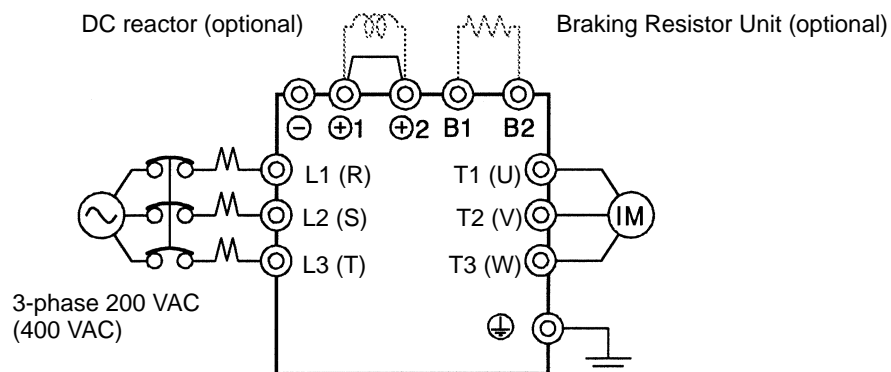 DC reactor (optional) Braking Resistor Unit (optional)
⊖ ⊕1 ⊕2 B1 B2
L1 (R) T1 (U)
L2 (S) T2 (V) IM
L3 (T) T3 (W)
3-phase 200 VAC
(400 VAC)